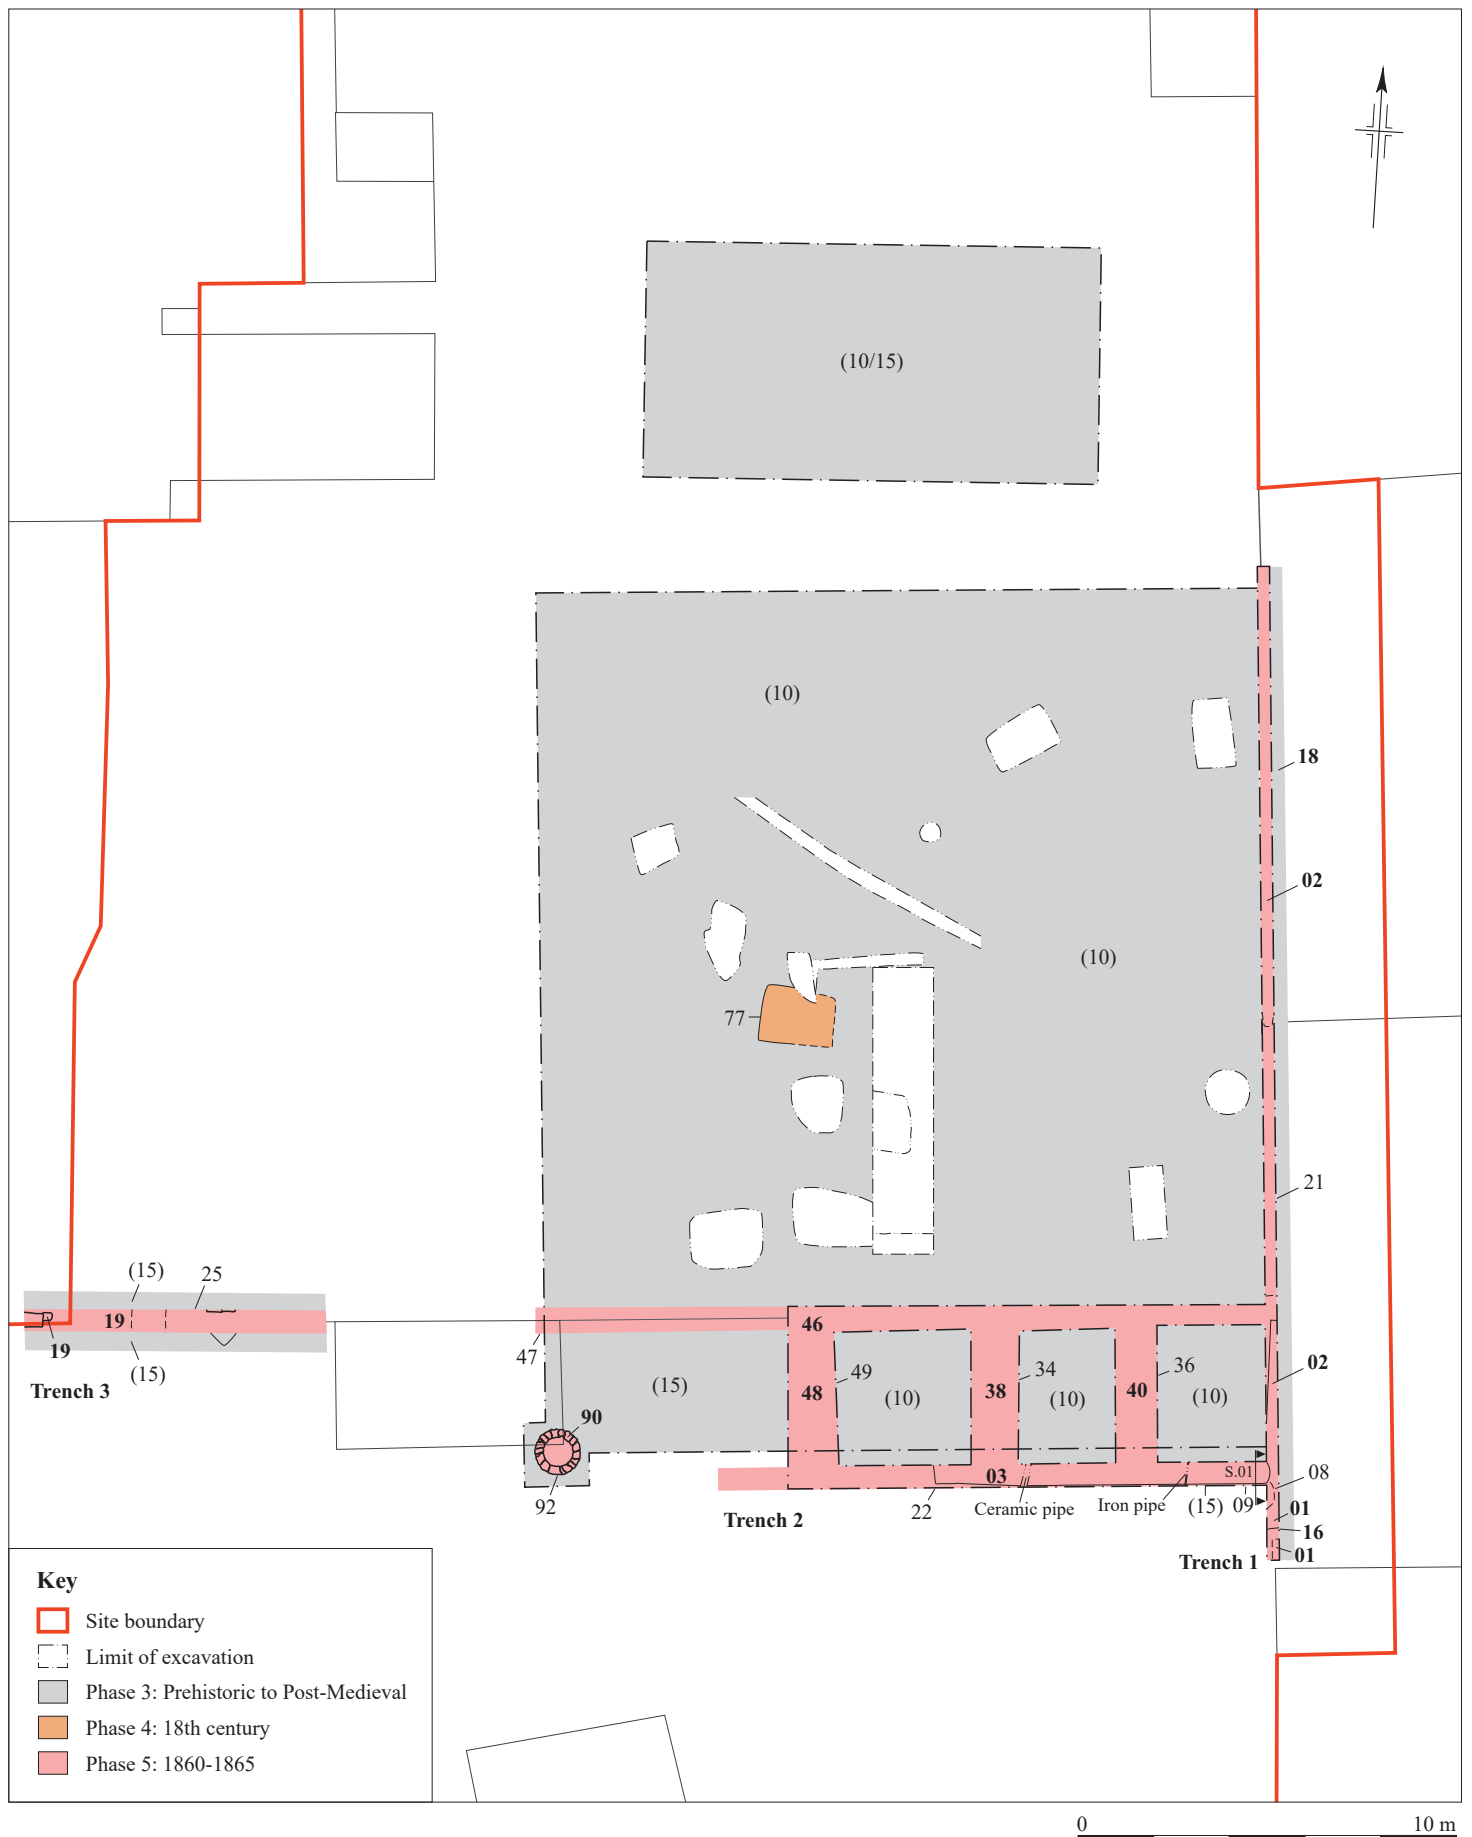 (10/15)
(10)
18
02
(10)
77
21
(15)
25
19
19
(15)
Trench 3
47
46
(15)
48
49
(10)
38
34
(10)
40
36
(10)
02
90
92
03
S.01
08
22
Ceramic pipe
Iron pipe
(15)
09
01
16
01
Trench 2
Trench 1
Key
Site boundary
Limit of excavation
Phase 3: Prehistoric to Post-Medieval
Phase 4: 18th century
Phase 5: 1860-1865
0
10 m